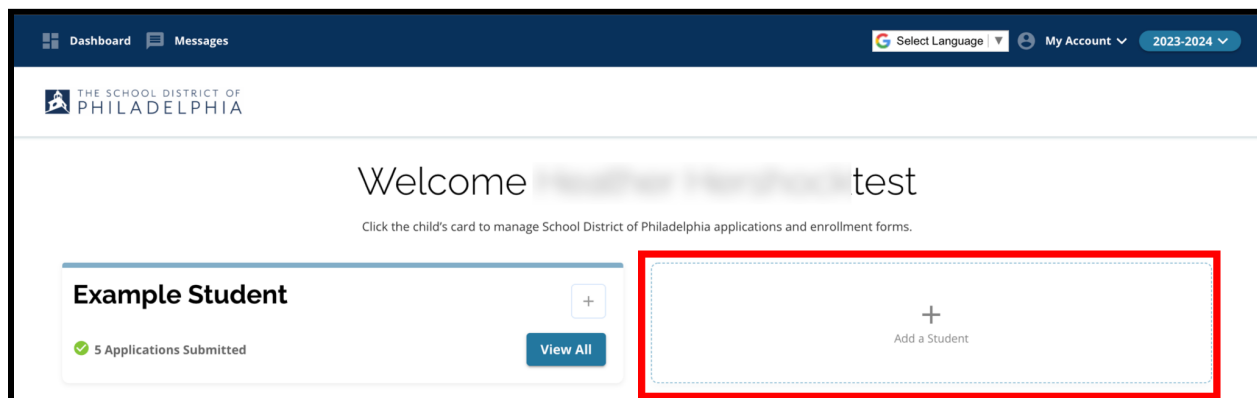 Dashboard Messages Select Language My Account 2023-2024
THE SCHOOL DISTRICT OF
PHILADELPHIA
Welcome test
Click the child's card to manage School District of Philadelphia applications and enrollment forms.
Example Student
+
5 Applications Submitted View All
+
Add a Student